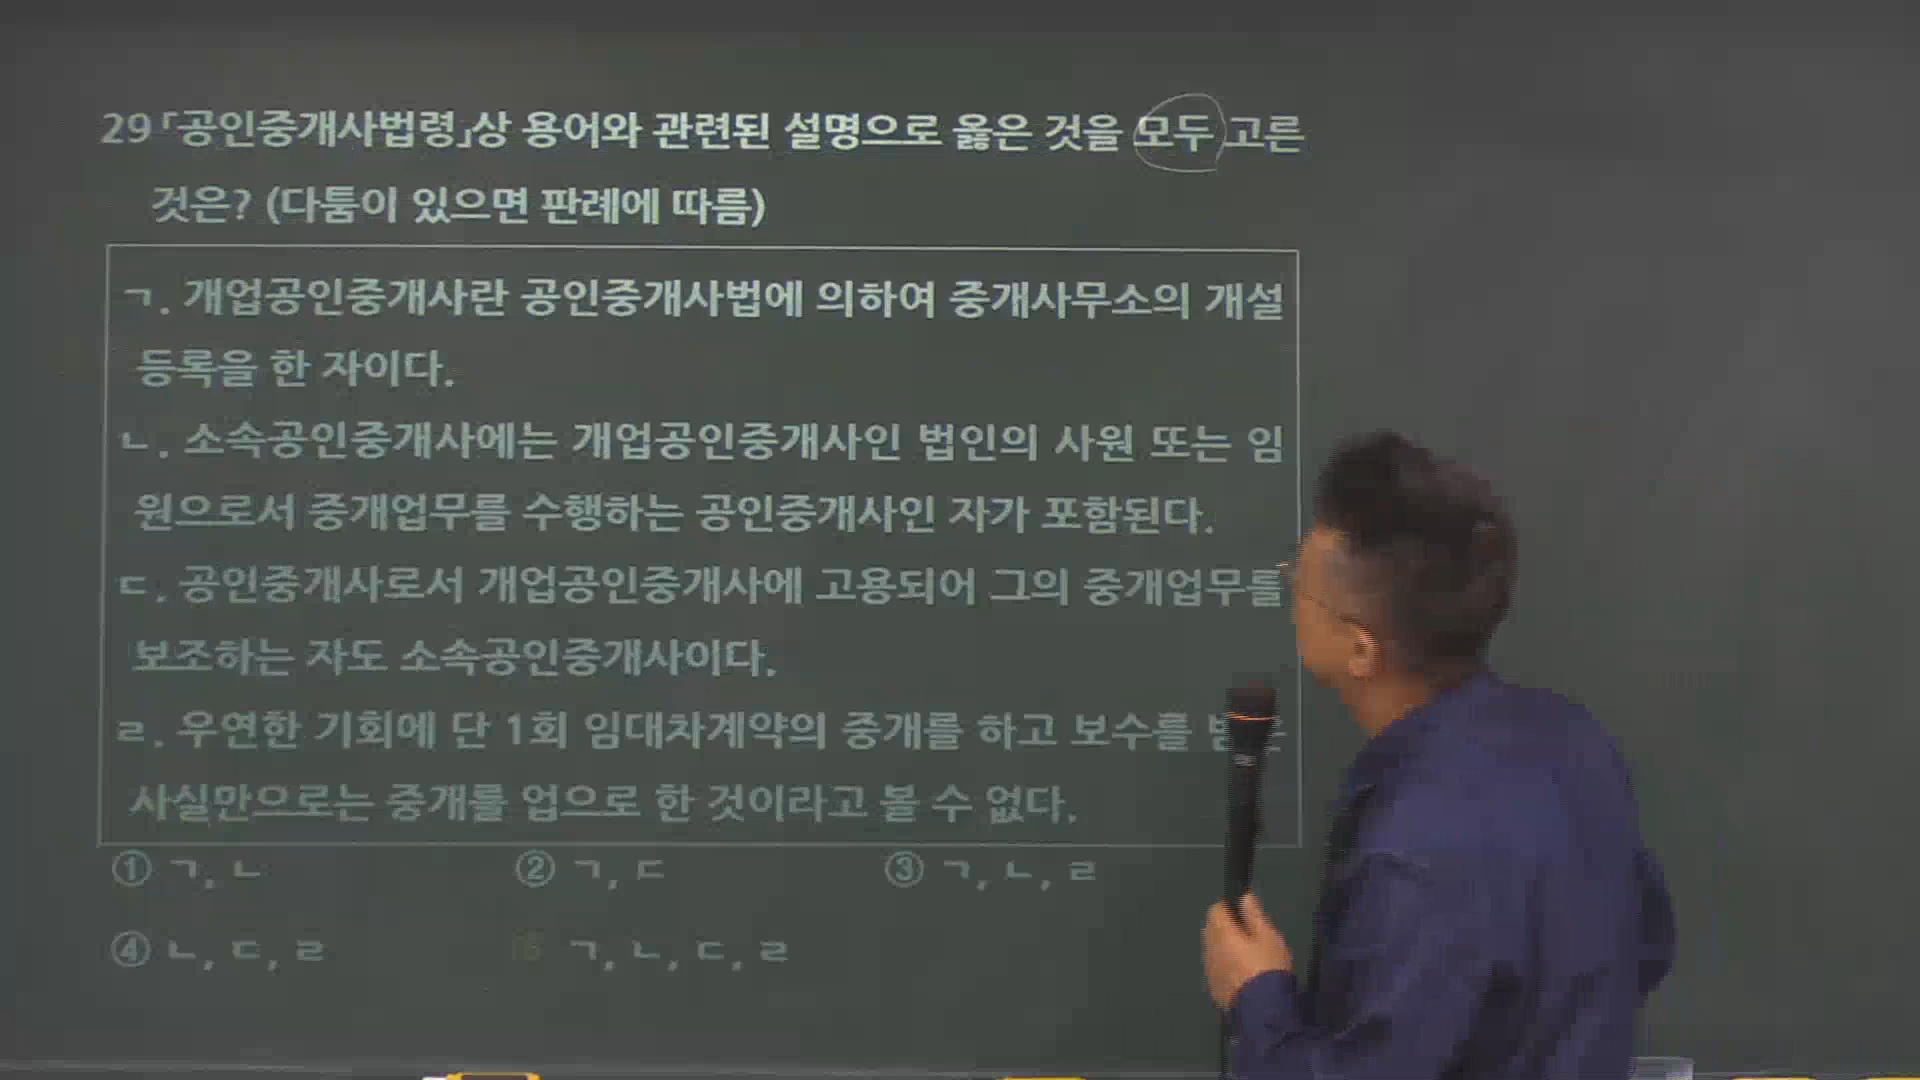 29「공인중개사법령」상 용어와 관련된 설명으로 옳은 것을 모두 고른
것은? (다툼이 있으면 판례에 따름)
ㄱ. 개업공인중개사란 공인중개사법에 의하여 중개사무소의 개설
등록을 한 자이다.
ㄴ. 소속공인중개사에는 개업공인중개사인 법인의 사원 또는 임
원으로서 중개업무를 수행하는 공인중개사인 자가 포함된다.
ㄷ. 공인중개사로서 개업공인중개사에 고용되어 그의 중개업무를
보조하는 자도 소속공인중개사이다.
ㄹ. 우연한 기회에 단 1회 임대차계약의 중개를 하고 보수를
사실만으로는 중개를 업으로 한 것이라고 볼 수 없다.
① ㄱ, ㄴ ② ㄱ, ㄷ ③ ㄱ, ㄴ, ㄹ
④ ㄴ, ㄷ, ㄹ ⑤ ㄱ, ㄴ, ㄷ, ㄹ